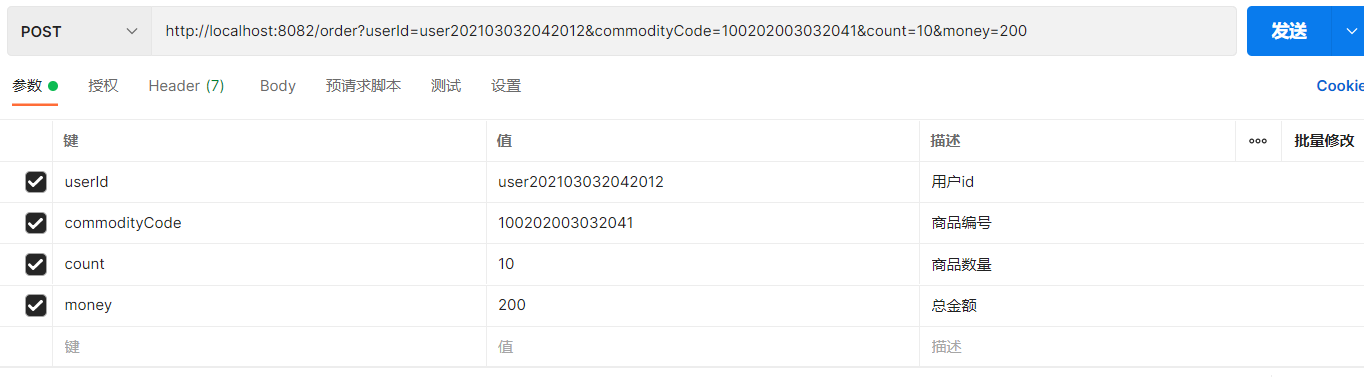 POST http://localhost:8082/order?userId=user202103032042012&commodityCode=100202003032041&count=10&money=200 发送
参数 授权 Header (7) Body 预请求脚本 测试 设置 Cookie
键 值 描述 ooo 批量修改
userId user202103032042012 用户id
commodityCode 100202003032041 商品编号
count 10 商品数量
money 200 总金额
键 值 描述